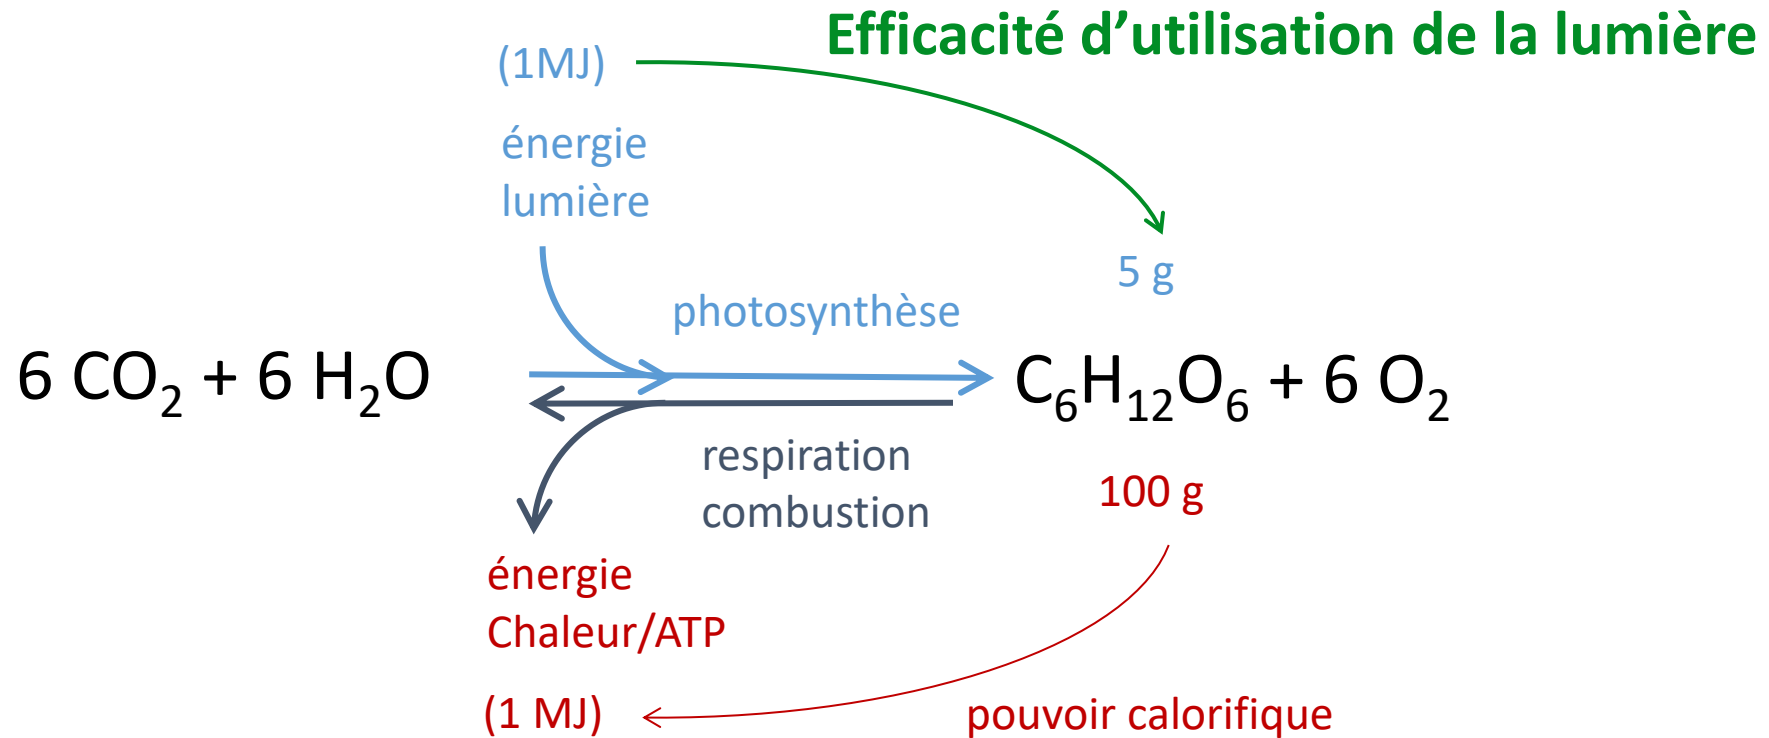 Efficacité d’utilisation de la lumière
(1MJ)
énergie
lumière
5 g
photosynthèse
6 CO₂ + 6 H₂O
C₆H₁₂O₆ + 6 O₂
respiration
combustion
100 g
énergie
Chaleur/ATP
(1 MJ)
pouvoir calorifique